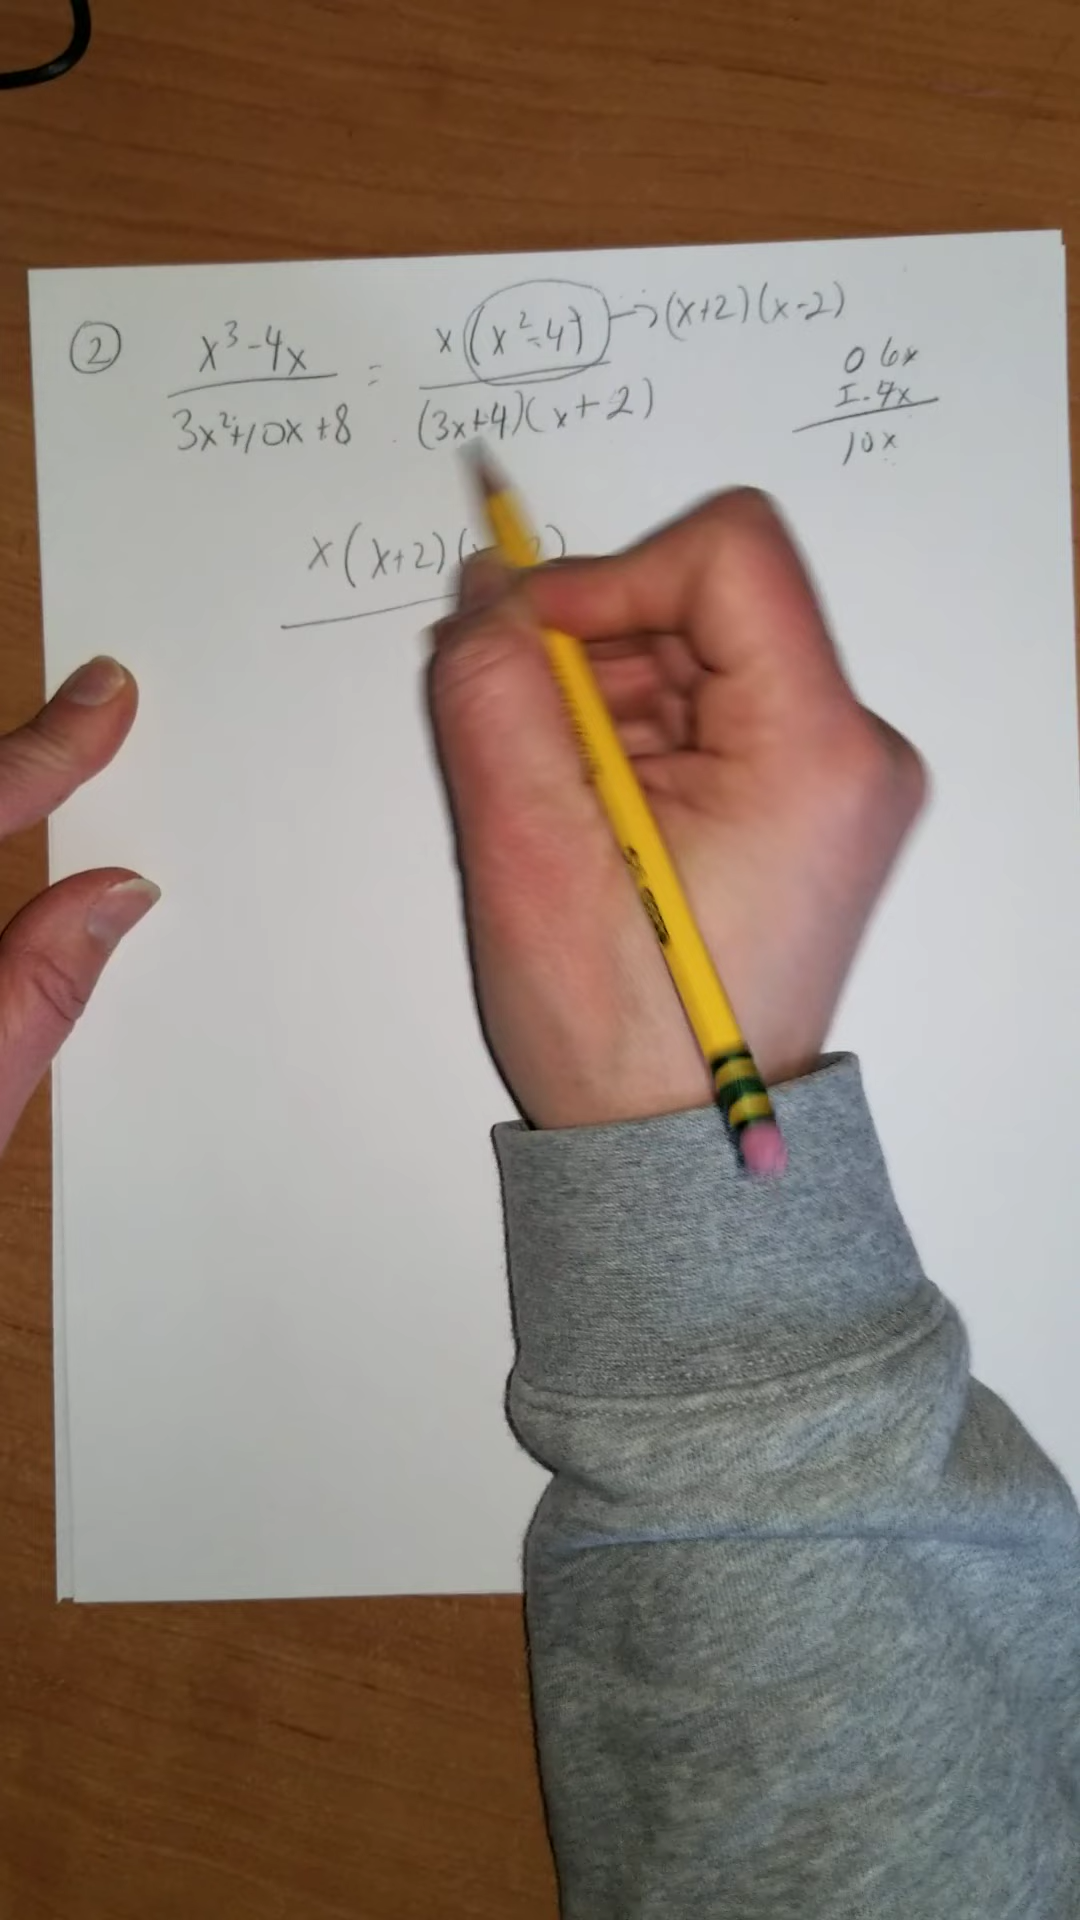 ② x³-4x / 3x²+10x+8 = x(x²-4) / (3x+4)(x+2) → (x+2)(x-2)
O 6x
I. 4x
10x
x(x+2)(